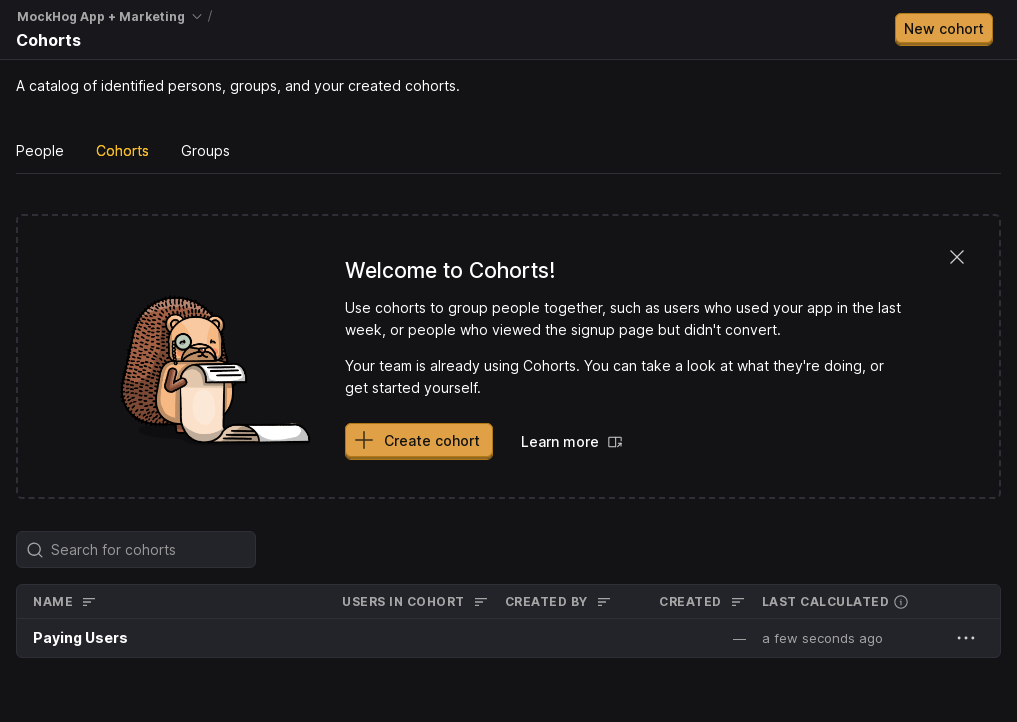 MockHog App + Marketing /
Cohorts
New cohort
A catalog of identified persons, groups, and your created cohorts.
People Cohorts Groups
Welcome to Cohorts!
Use cohorts to group people together, such as users who used your app in the last
week, or people who viewed the signup page but didn't convert.
Your team is already using Cohorts. You can take a look at what they're doing, or
get started yourself.
Create cohort Learn more
Search for cohorts
NAME USERS IN COHORT CREATED BY CREATED LAST CALCULATED
Paying Users — a few seconds ago